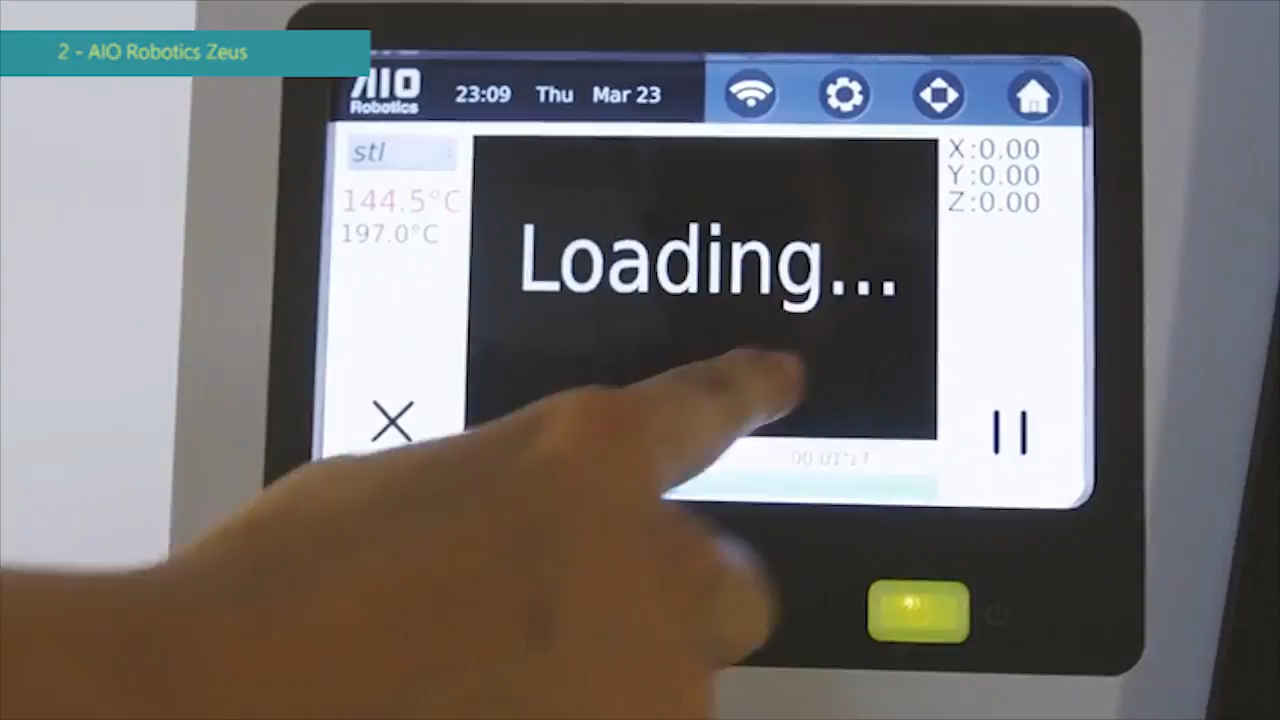 2 - AIO Robotics Zeus
AIO
Robotics
23:09 Thu Mar 23
stl
144.5°C
197.0°C
Loading...
X:0.00
Y:0.00
Z:0.00